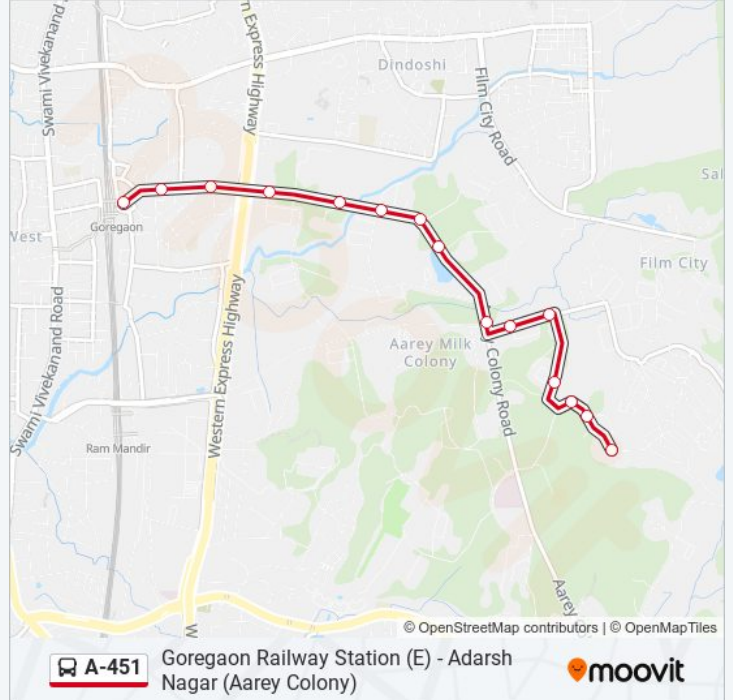 Swami Vivekanand
n Express Highway
Dindoshi
Film City Road
Sal
Goregaon
West
Film City
Western Express Highway
Aarey Milk
Colony
Colony Road
Swami Vivekanand Road
Ram Mandir
Aarey
W
© OpenStreetMap contributors | © OpenMapTiles
A-451
Goregaon Railway Station (E) - Adarsh
Nagar (Aarey Colony)
moovit